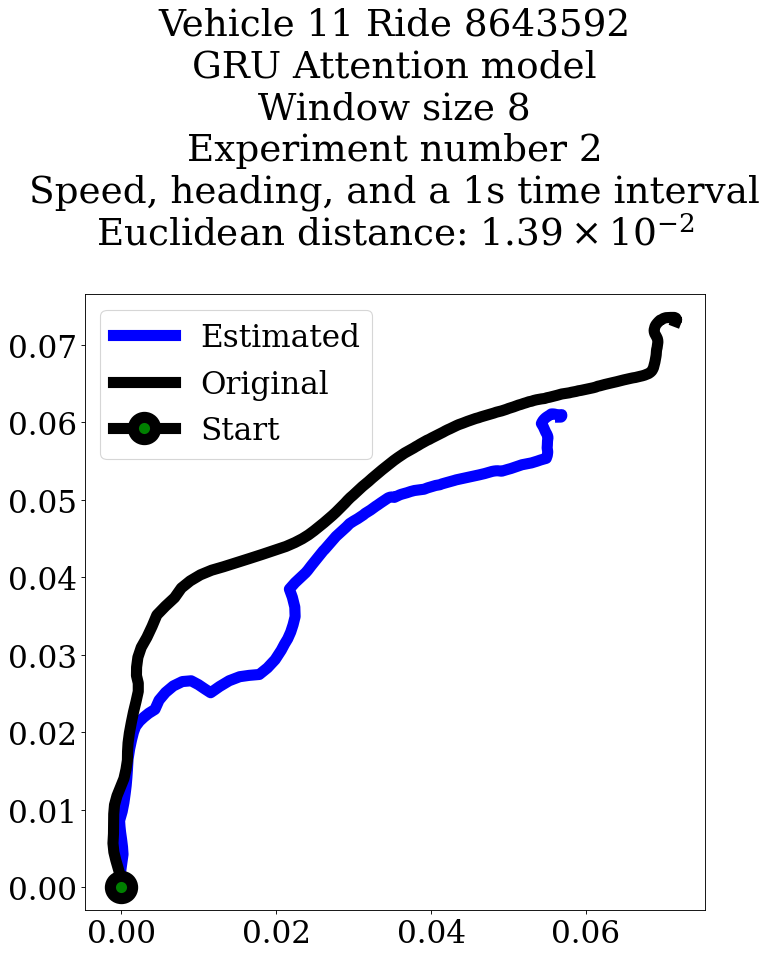 Vehicle 11 Ride 8643592
GRU Attention model
Window size 8
Experiment number 2
Speed, heading, and a 1s time interval
Euclidean distance: 1.39 × 10⁻²
Estimated
Original
Start
0.07
0.06
0.05
0.04
0.03
0.02
0.01
0.00
0.00 0.02 0.04 0.06